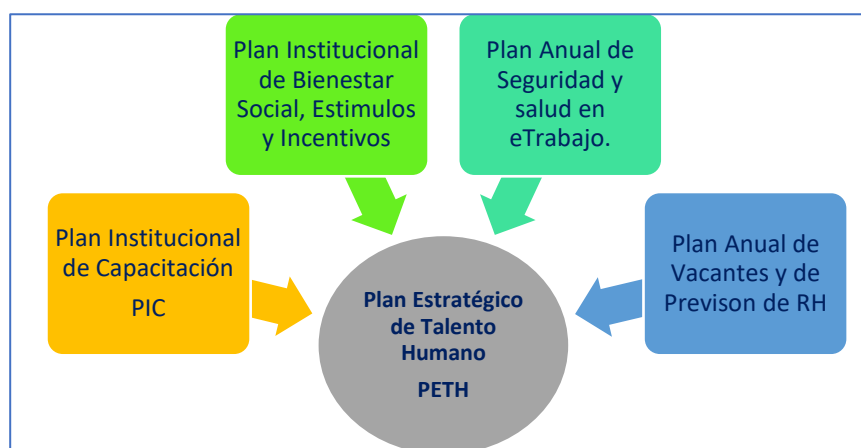 Plan Institucional
de Bienestar
Social, Estimulos
y Incentivos
Plan Anual de
Seguridad y
salud en
eTrabajo.
Plan Institucional
de Capacitación
PIC
Plan Anual de
Vacantes y de
Previson de RH
Plan Estratégico
de Talento
Humano
PETH